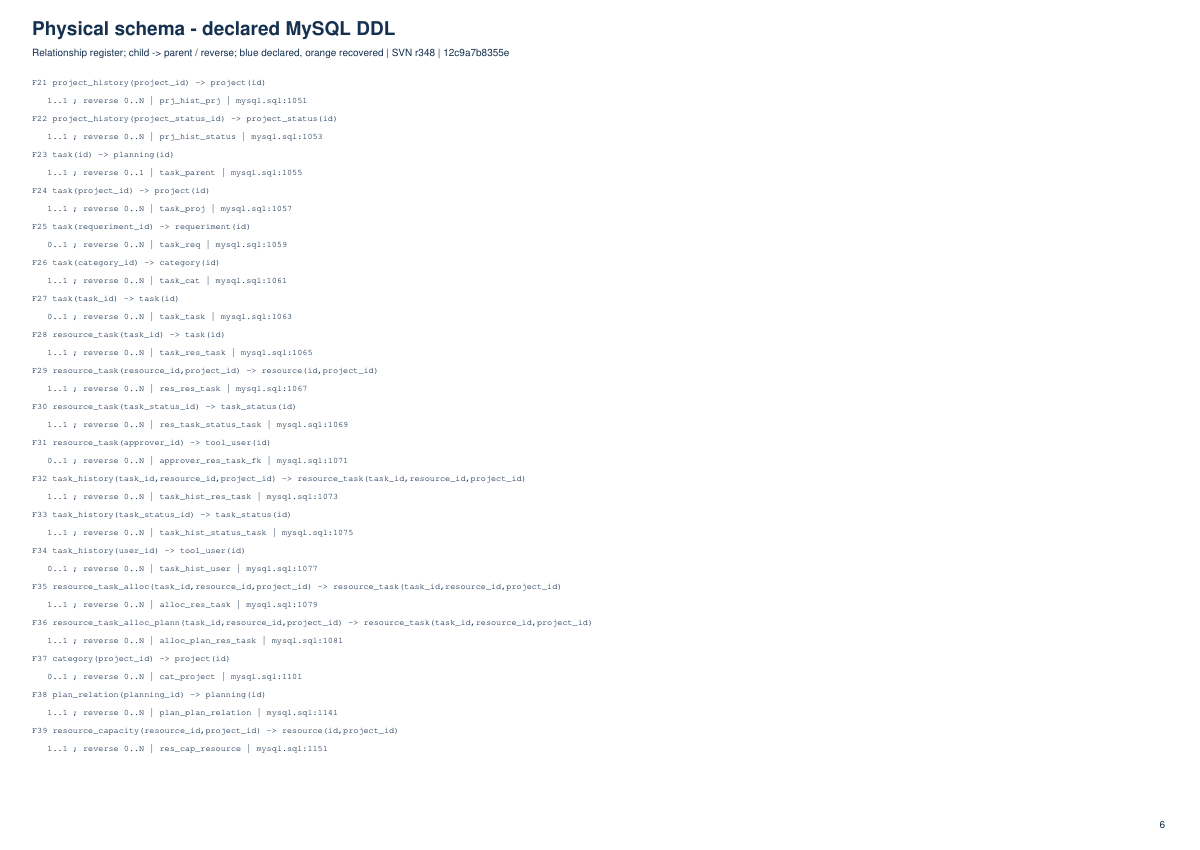 Physical schema - declared MySQL DDL
Relationship register; child -> parent / reverse; blue declared, orange recovered | SVN r348 | 12c9a7b8355e
F21 project_history(project_id) -> project(id)
1..1 ; reverse 0..N | prj_hist_prj | mysql.sql:1051
F22 project_history(project_status_id) -> project_status(id)
1..1 ; reverse 0..N | prj_hist_status | mysql.sql:1053
F23 task(id) -> planning(id)
1..1 ; reverse 0..1 | task_parent | mysql.sql:1055
F24 task(project_id) -> project(id)
1..1 ; reverse 0..N | task_proj | mysql.sql:1057
F25 task(requeriment_id) -> requeriment(id)
0..1 ; reverse 0..N | task_req | mysql.sql:1059
F26 task(category_id) -> category(id)
1..1 ; reverse 0..N | task_cat | mysql.sql:1061
F27 task(task_id) -> task(id)
0..1 ; reverse 0..N | task_task | mysql.sql:1063
F28 resource_task(task_id) -> task(id)
1..1 ; reverse 0..N | task_res_task | mysql.sql:1065
F29 resource_task(resource_id,project_id) -> resource(id,project_id)
1..1 ; reverse 0..N | res_res_task | mysql.sql:1067
F30 resource_task(task_status_id) -> task_status(id)
1..1 ; reverse 0..N | res_task_status_task | mysql.sql:1069
F31 resource_task(approver_id) -> tool_user(id)
0..1 ; reverse 0..N | approver_res_task_fk | mysql.sql:1071
F32 task_history(task_id,resource_id,project_id) -> resource_task(task_id,resource_id,project_id)
1..1 ; reverse 0..N | task_hist_res_task | mysql.sql:1073
F33 task_history(task_status_id) -> task_status(id)
1..1 ; reverse 0..N | task_hist_status_task | mysql.sql:1075
F34 task_history(user_id) -> tool_user(id)
0..1 ; reverse 0..N | task_hist_user | mysql.sql:1077
F35 resource_task_alloc(task_id,resource_id,project_id) -> resource_task(task_id,resource_id,project_id)
1..1 ; reverse 0..N | alloc_res_task | mysql.sql:1079
F36 resource_task_alloc_plann(task_id,resource_id,project_id) -> resource_task(task_id,resource_id,project_id)
1..1 ; reverse 0..N | alloc_plan_res_task | mysql.sql:1081
F37 category(project_id) -> project(id)
0..1 ; reverse 0..N | cat_project | mysql.sql:1101
F38 plan_relation(planning_id) -> planning(id)
1..1 ; reverse 0..N | plan_plan_relation | mysql.sql:1141
F39 resource_capacity(resource_id,project_id) -> resource(id,project_id)
1..1 ; reverse 0..N | res_cap_resource | mysql.sql:1151
6